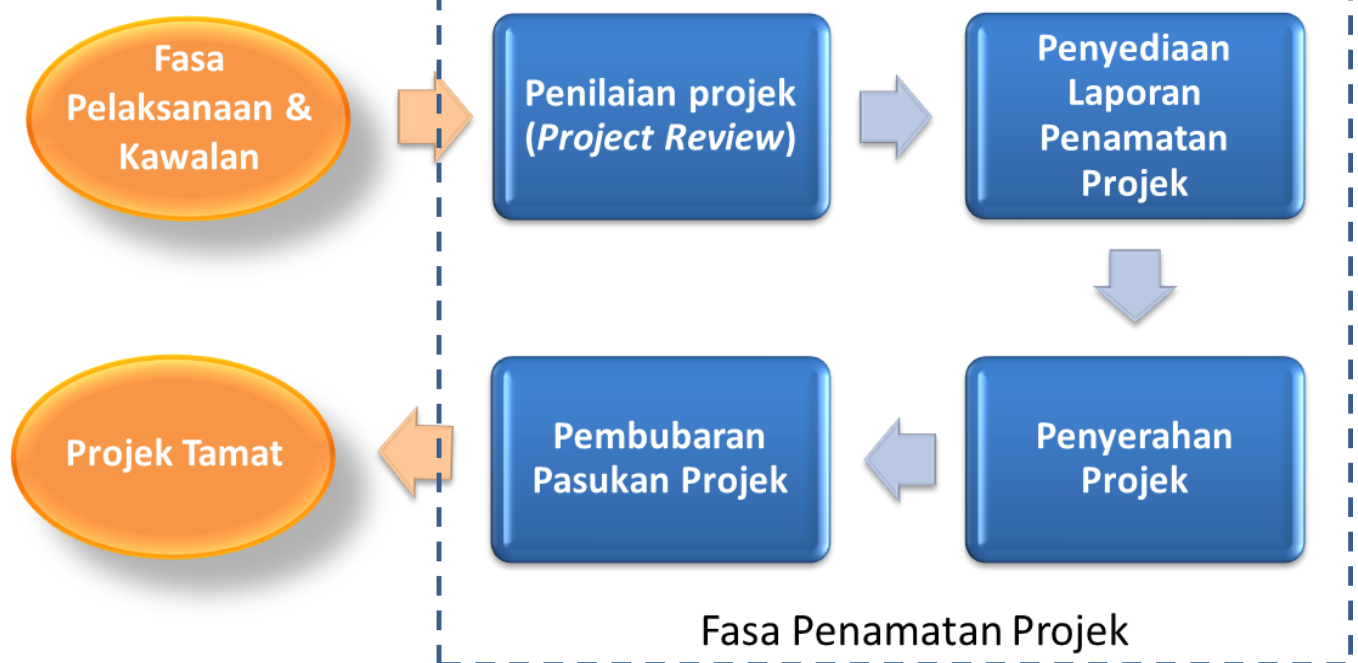 Fasa
Pelaksanaan &
Kawalan
Penilaian projek
(Project Review)
Penyediaan
Laporan
Penamatan
Projek
Projek Tamat
Pembubaran
Pasukan Projek
Penyerahan
Projek
Fasa Penamatan Projek